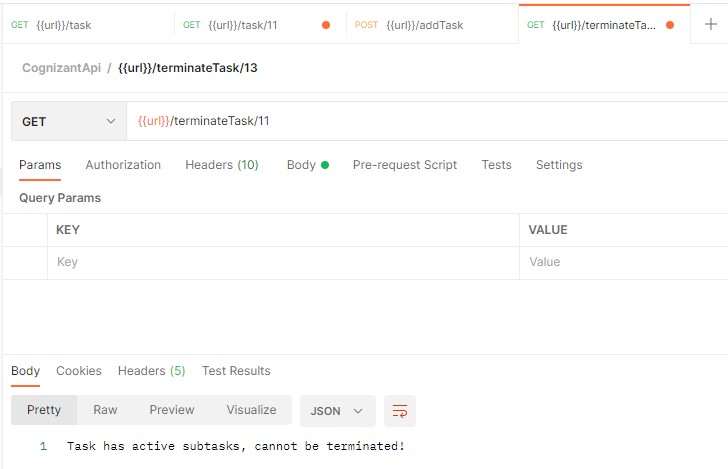 GET {{url}}/task GET {{url}}/task/11 POST {{url}}/addTask GET {{url}}/terminateTa... +
CognizantApi / {{url}}/terminateTask/13
GET {{url}}/terminateTask/11
Params Authorization Headers (10) Body Pre-request Script Tests Settings
Query Params
KEY VALUE
Key Value
Body Cookies Headers (5) Test Results
Pretty Raw Preview Visualize JSON
1 Task has active subtasks, cannot be terminated!